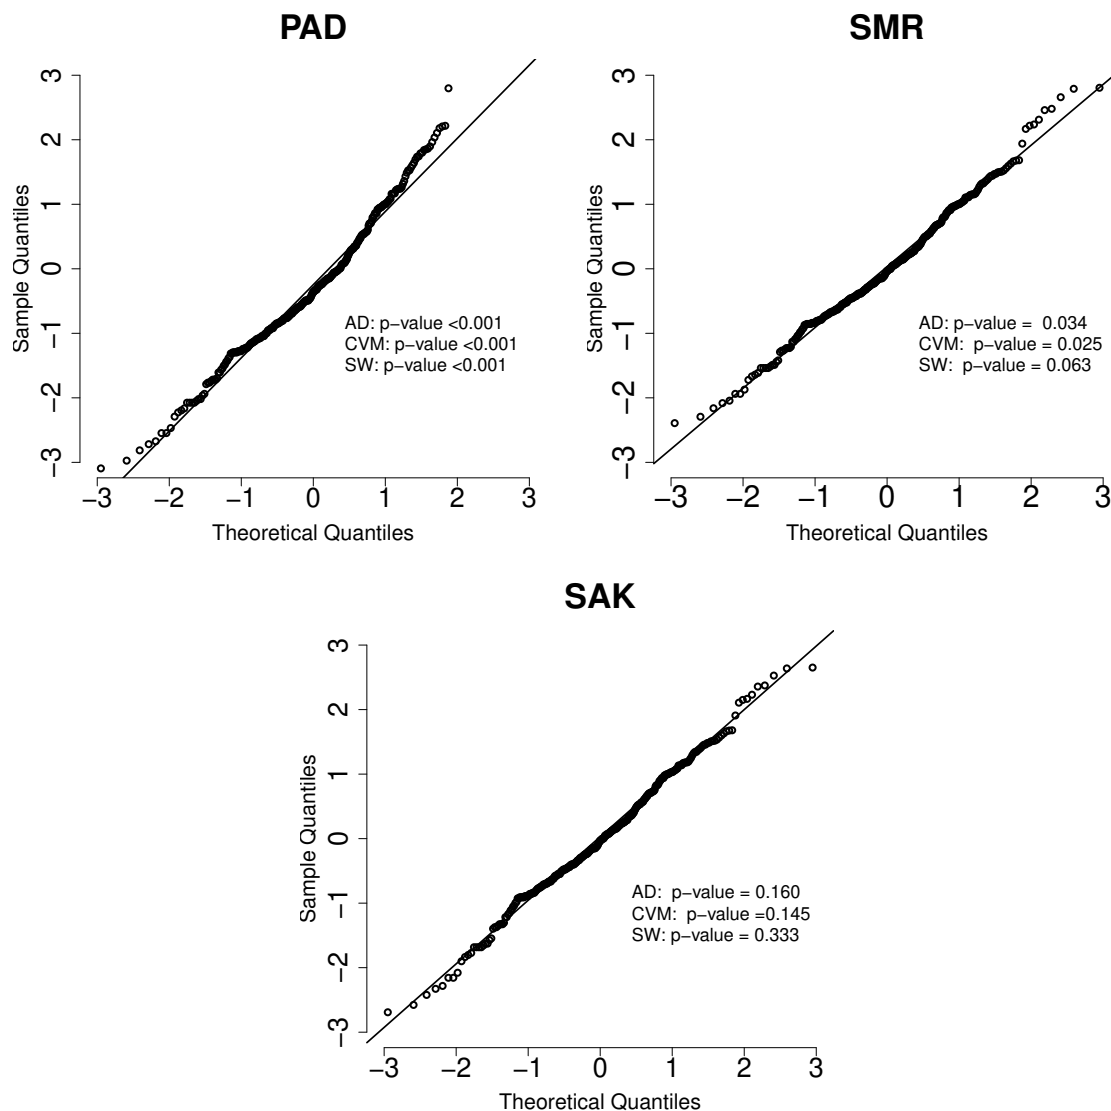 PAD
Sample Quantiles
3
2
1
0
−1
−2
−3
AD: p−value <0.001
CVM: p−value <0.001
SW: p−value <0.001
−3 −2 −1 0 1 2 3
Theoretical Quantiles
SMR
Sample Quantiles
3
2
1
0
−1
−2
−3
AD: p−value = 0.034
CVM: p−value = 0.025
SW: p−value = 0.063
−3 −2 −1 0 1 2 3
Theoretical Quantiles
SAK
Sample Quantiles
3
2
1
0
−1
−2
−3
AD: p−value = 0.160
CVM: p−value =0.145
SW: p−value = 0.333
−3 −2 −1 0 1 2 3
Theoretical Quantiles